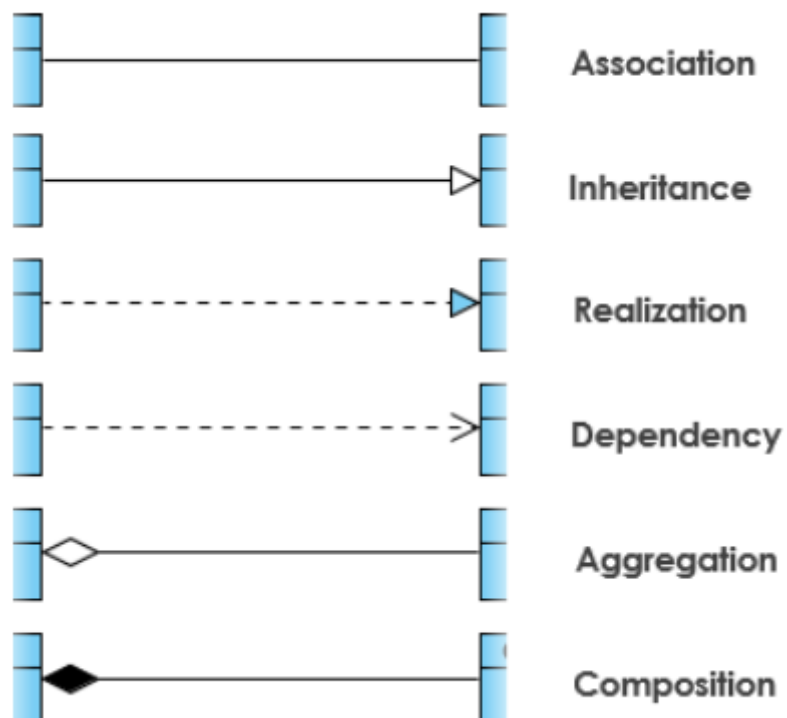 Association
Inheritance
Realization
Dependency
Aggregation
Composition